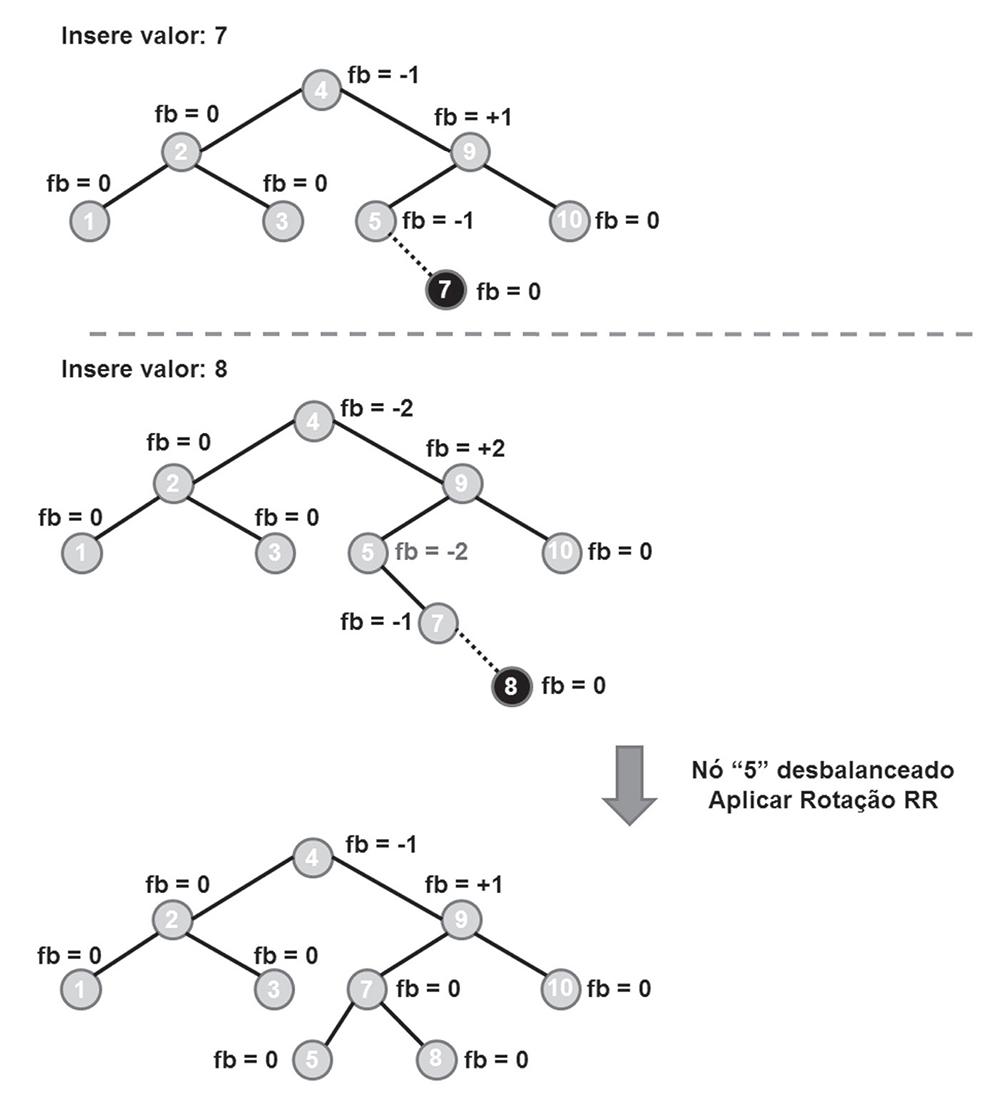 Insere valor: 7
4 fb = -1
fb = 0
fb = +1
2
9
fb = 0
fb = 0
1
3
5 fb = -1
10 fb = 0
7 fb = 0
Insere valor: 8
4 fb = -2
fb = 0
fb = +2
2
9
fb = 0
fb = 0
1
3
5 fb = -2
10 fb = 0
fb = -1 7
8 fb = 0
Nó “5” desbalanceado
Aplicar Rotação RR
4 fb = -1
fb = 0
fb = +1
2
9
fb = 0
fb = 0
1
3
7 fb = 0
10 fb = 0
fb = 0 5
8 fb = 0